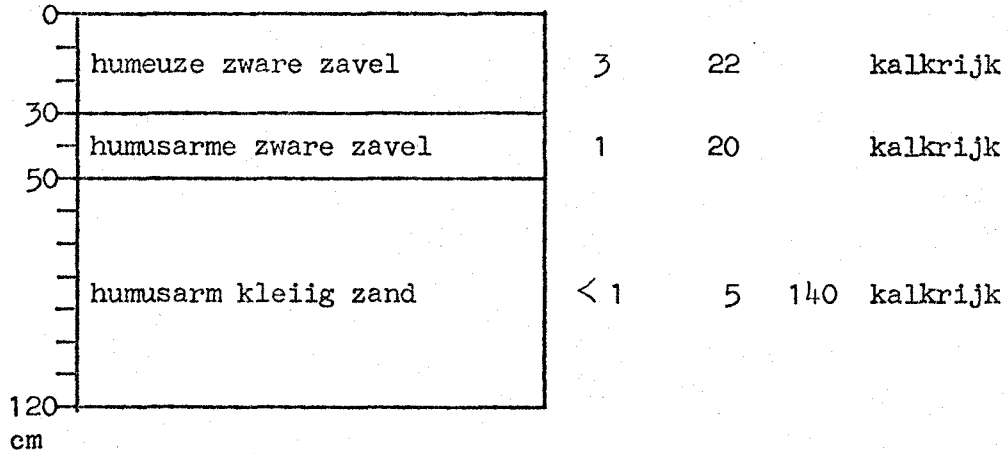 0
humeuze zware zavel 3 22 kalkrijk
30
humusarme zware zavel 1 20 kalkrijk
50
humusarm kleiig zand < 1 5 140 kalkrijk
120
cm